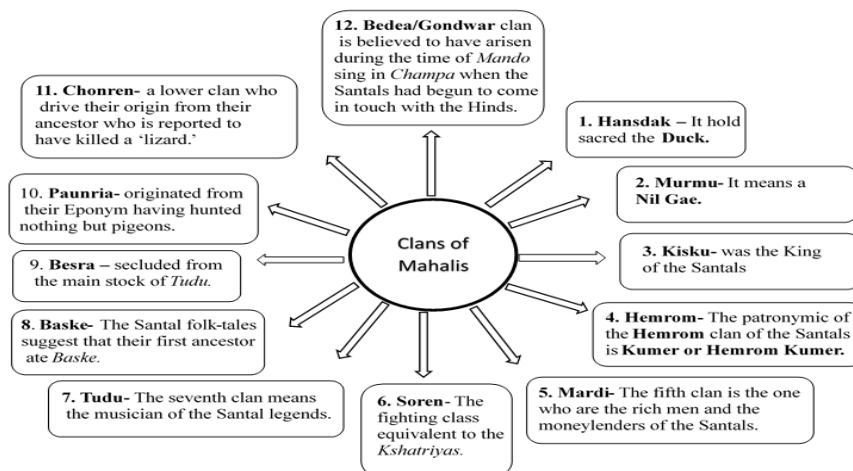 Clans of
Mahalis
1. Hansdak – It hold
sacred the Duck.
2. Murmu- It means a
Nil Gae.
3. Kisku- was the King
of the Santals
4. Hemrom- The patronymic of
the Hemrom clan of the Santals
is Kumer or Hemrom Kumer.
5. Mardi- The fifth clan is the one
who are the rich men and the
moneylenders of the Santals.
6. Soren- The
fighting class
equivalent to the
Kshatriyas.
7. Tudu- The seventh clan means
the musician of the Santal legends.
8. Baske- The Santal folk-tales
suggest that their first ancestor
ate Baske.
9. Besra – secluded from
the main stock of Tudu.
10. Paunria- originated from
their Eponym having hunted
nothing but pigeons.
11. Chonren- a lower clan who
drive their origin from their
ancestor who is reported to
have killed a ‘lizard.’
12. Bedea/Gondwar clan
is believed to have arisen
during the time of Mando
sing in Champa when the
Santals had begun to come
in touch with the Hinds.